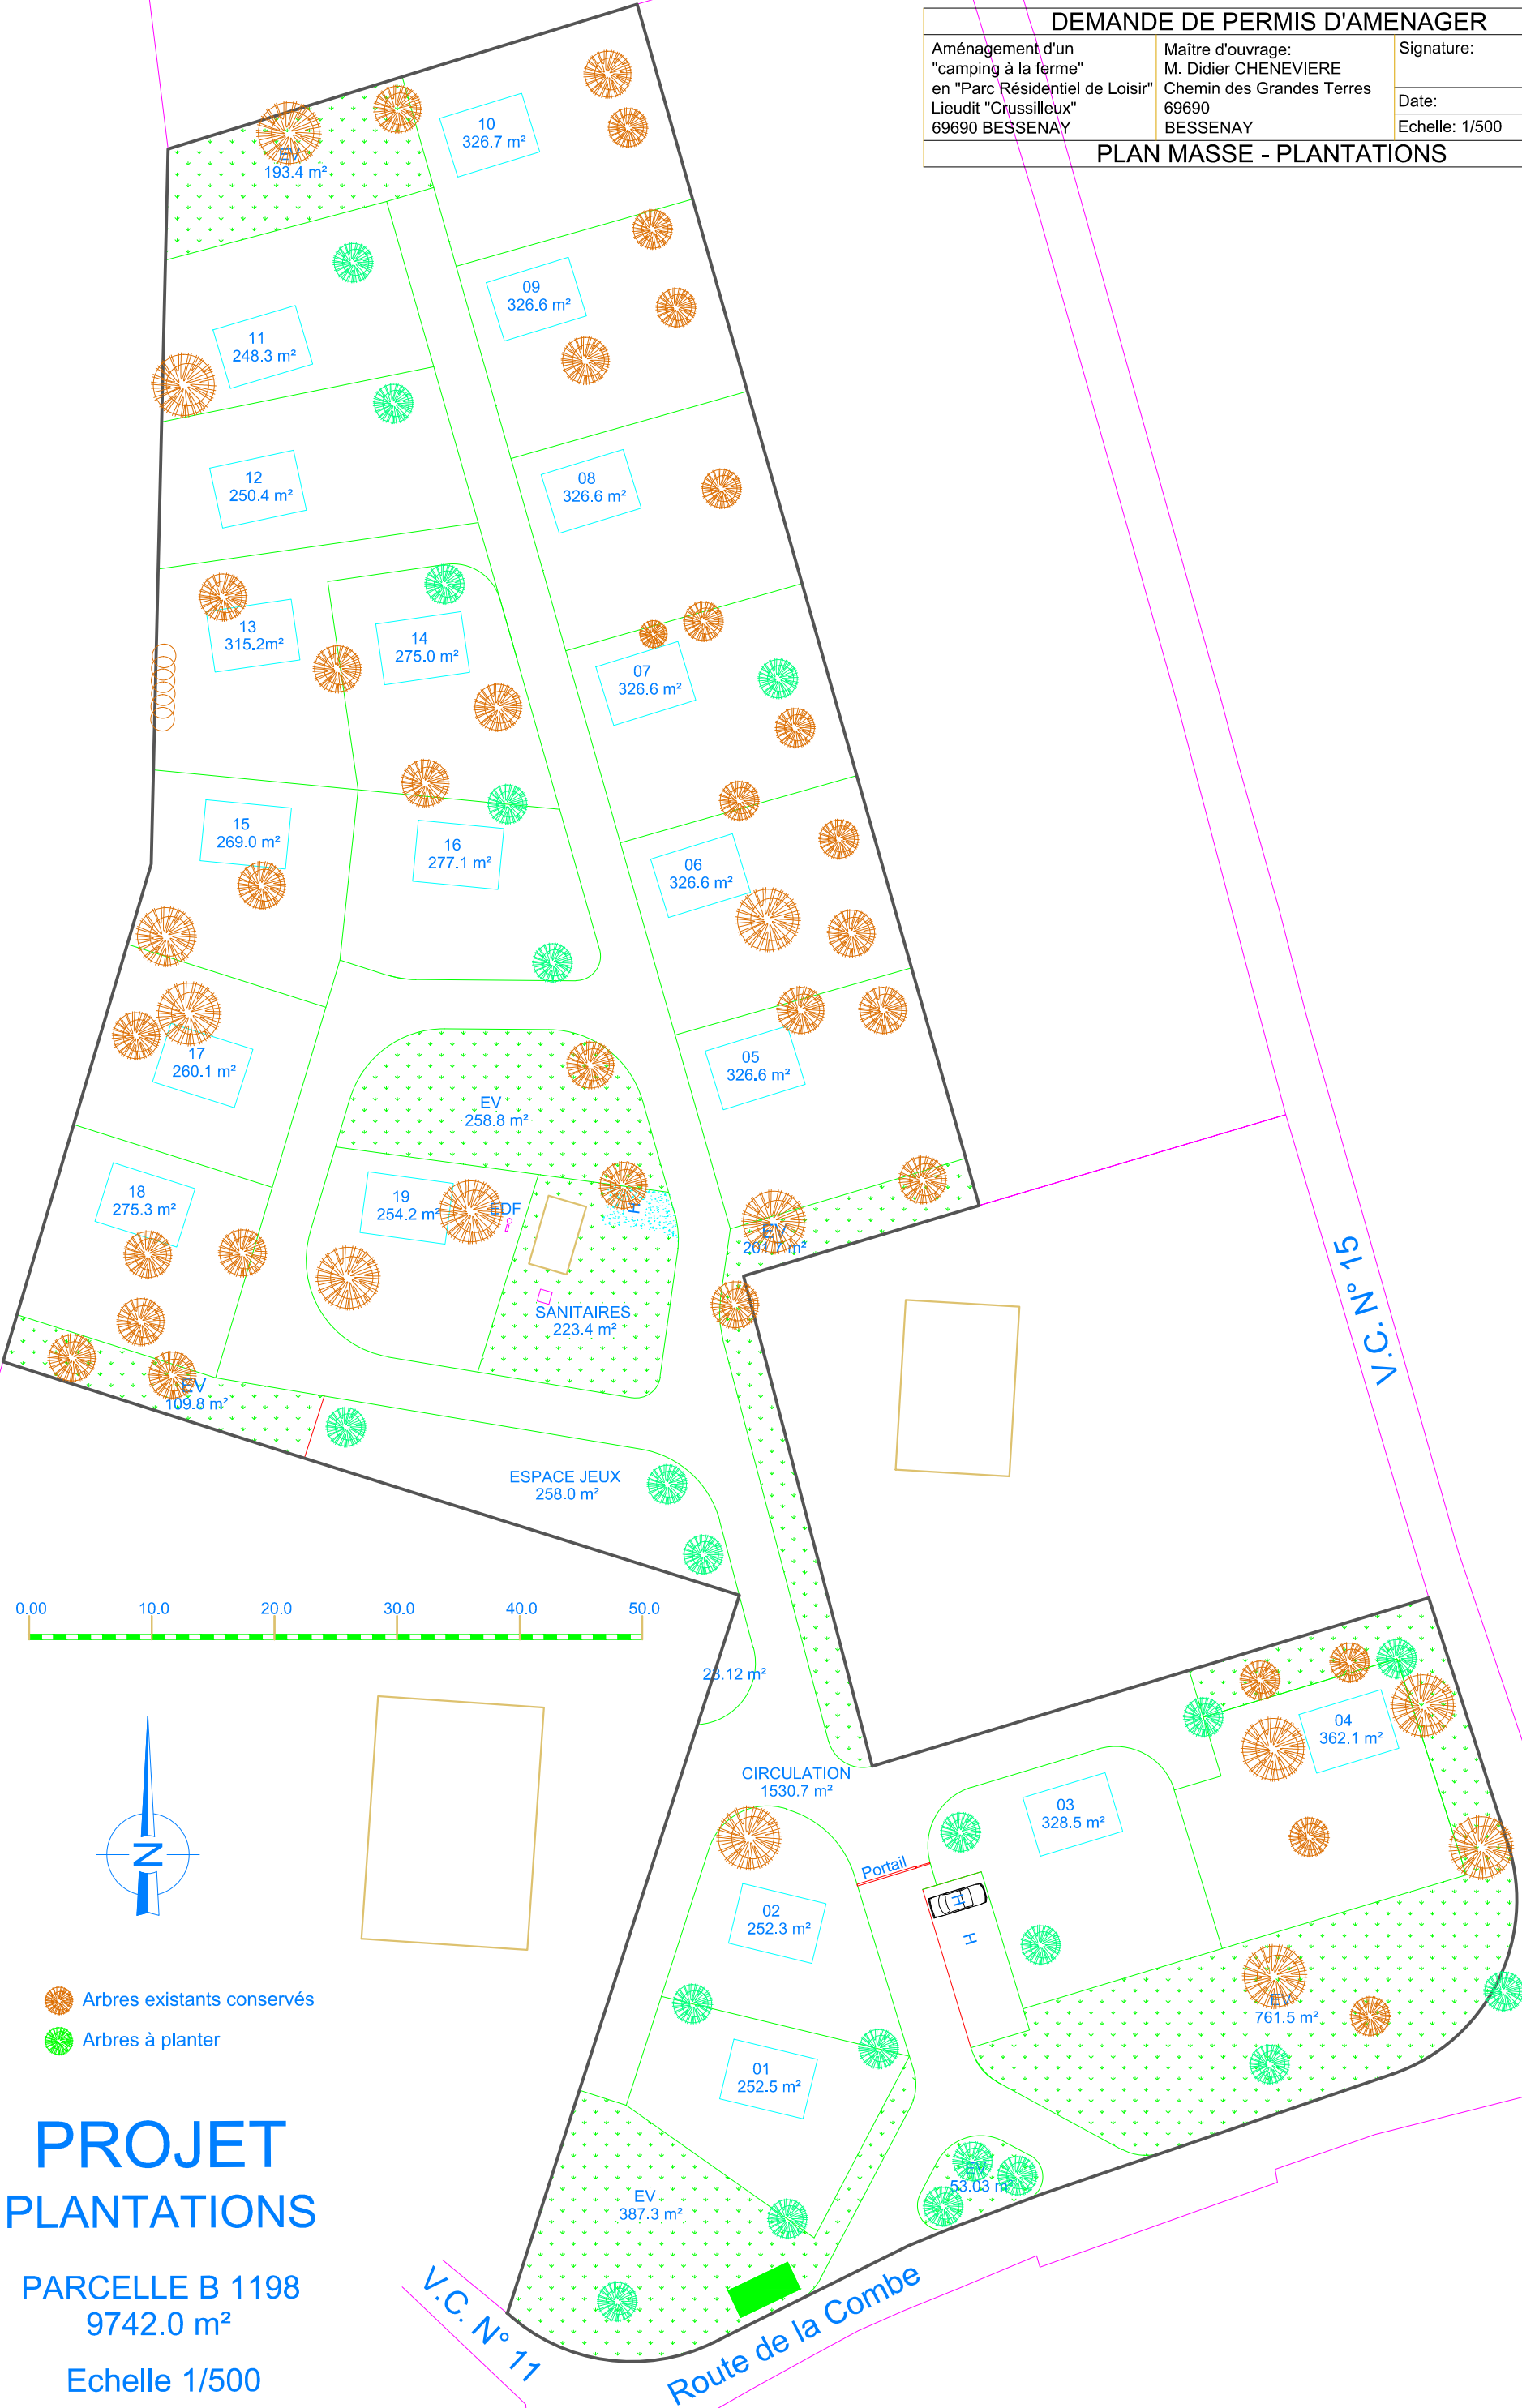 DEMANDE DE PERMIS D'AMENAGER
Aménagement d'un
"camping à la ferme"
en "Parc Résidentiel de Loisir"
Lieudit "Crussilleux"
69690 BESSENAY
Maître d'ouvrage:
M. Didier CHENEVIERE
Chemin des Grandes Terres
69690
BESSENAY
Signature:
Date:
Echelle: 1/500
PLAN MASSE - PLANTATIONS
10
326.7 m²
EV
193.4 m²
09
326.6 m²
11
248.3 m²
08
326.6 m²
12
250.4 m²
13
315.2m²
14
275.0 m²
07
326.6 m²
15
269.0 m²
16
277.1 m²
06
326.6 m²
17
260.1 m²
05
326.6 m²
EV
258.8 m²
18
275.3 m²
19
254.2 m²
EDF
H
EV
201.7 m²
SANITAIRES
223.4 m²
V.C. N° 15
EV
109.8 m²
ESPACE JEUX
258.0 m²
0.00 10.0 20.0 30.0 40.0 50.0
23.12 m²
04
362.1 m²
CIRCULATION
1530.7 m²
03
328.5 m²
Portail
N
H
H
02
252.3 m²
Arbres existants conservés
Arbres à planter
EV
761.5 m²
01
252.5 m²
EV
53.03 m²
EV
387.3 m²
PROJET
PLANTATIONS
PARCELLE B 1198
9742.0 m²
Echelle 1/500
V.C. N° 11
Route de la Combe